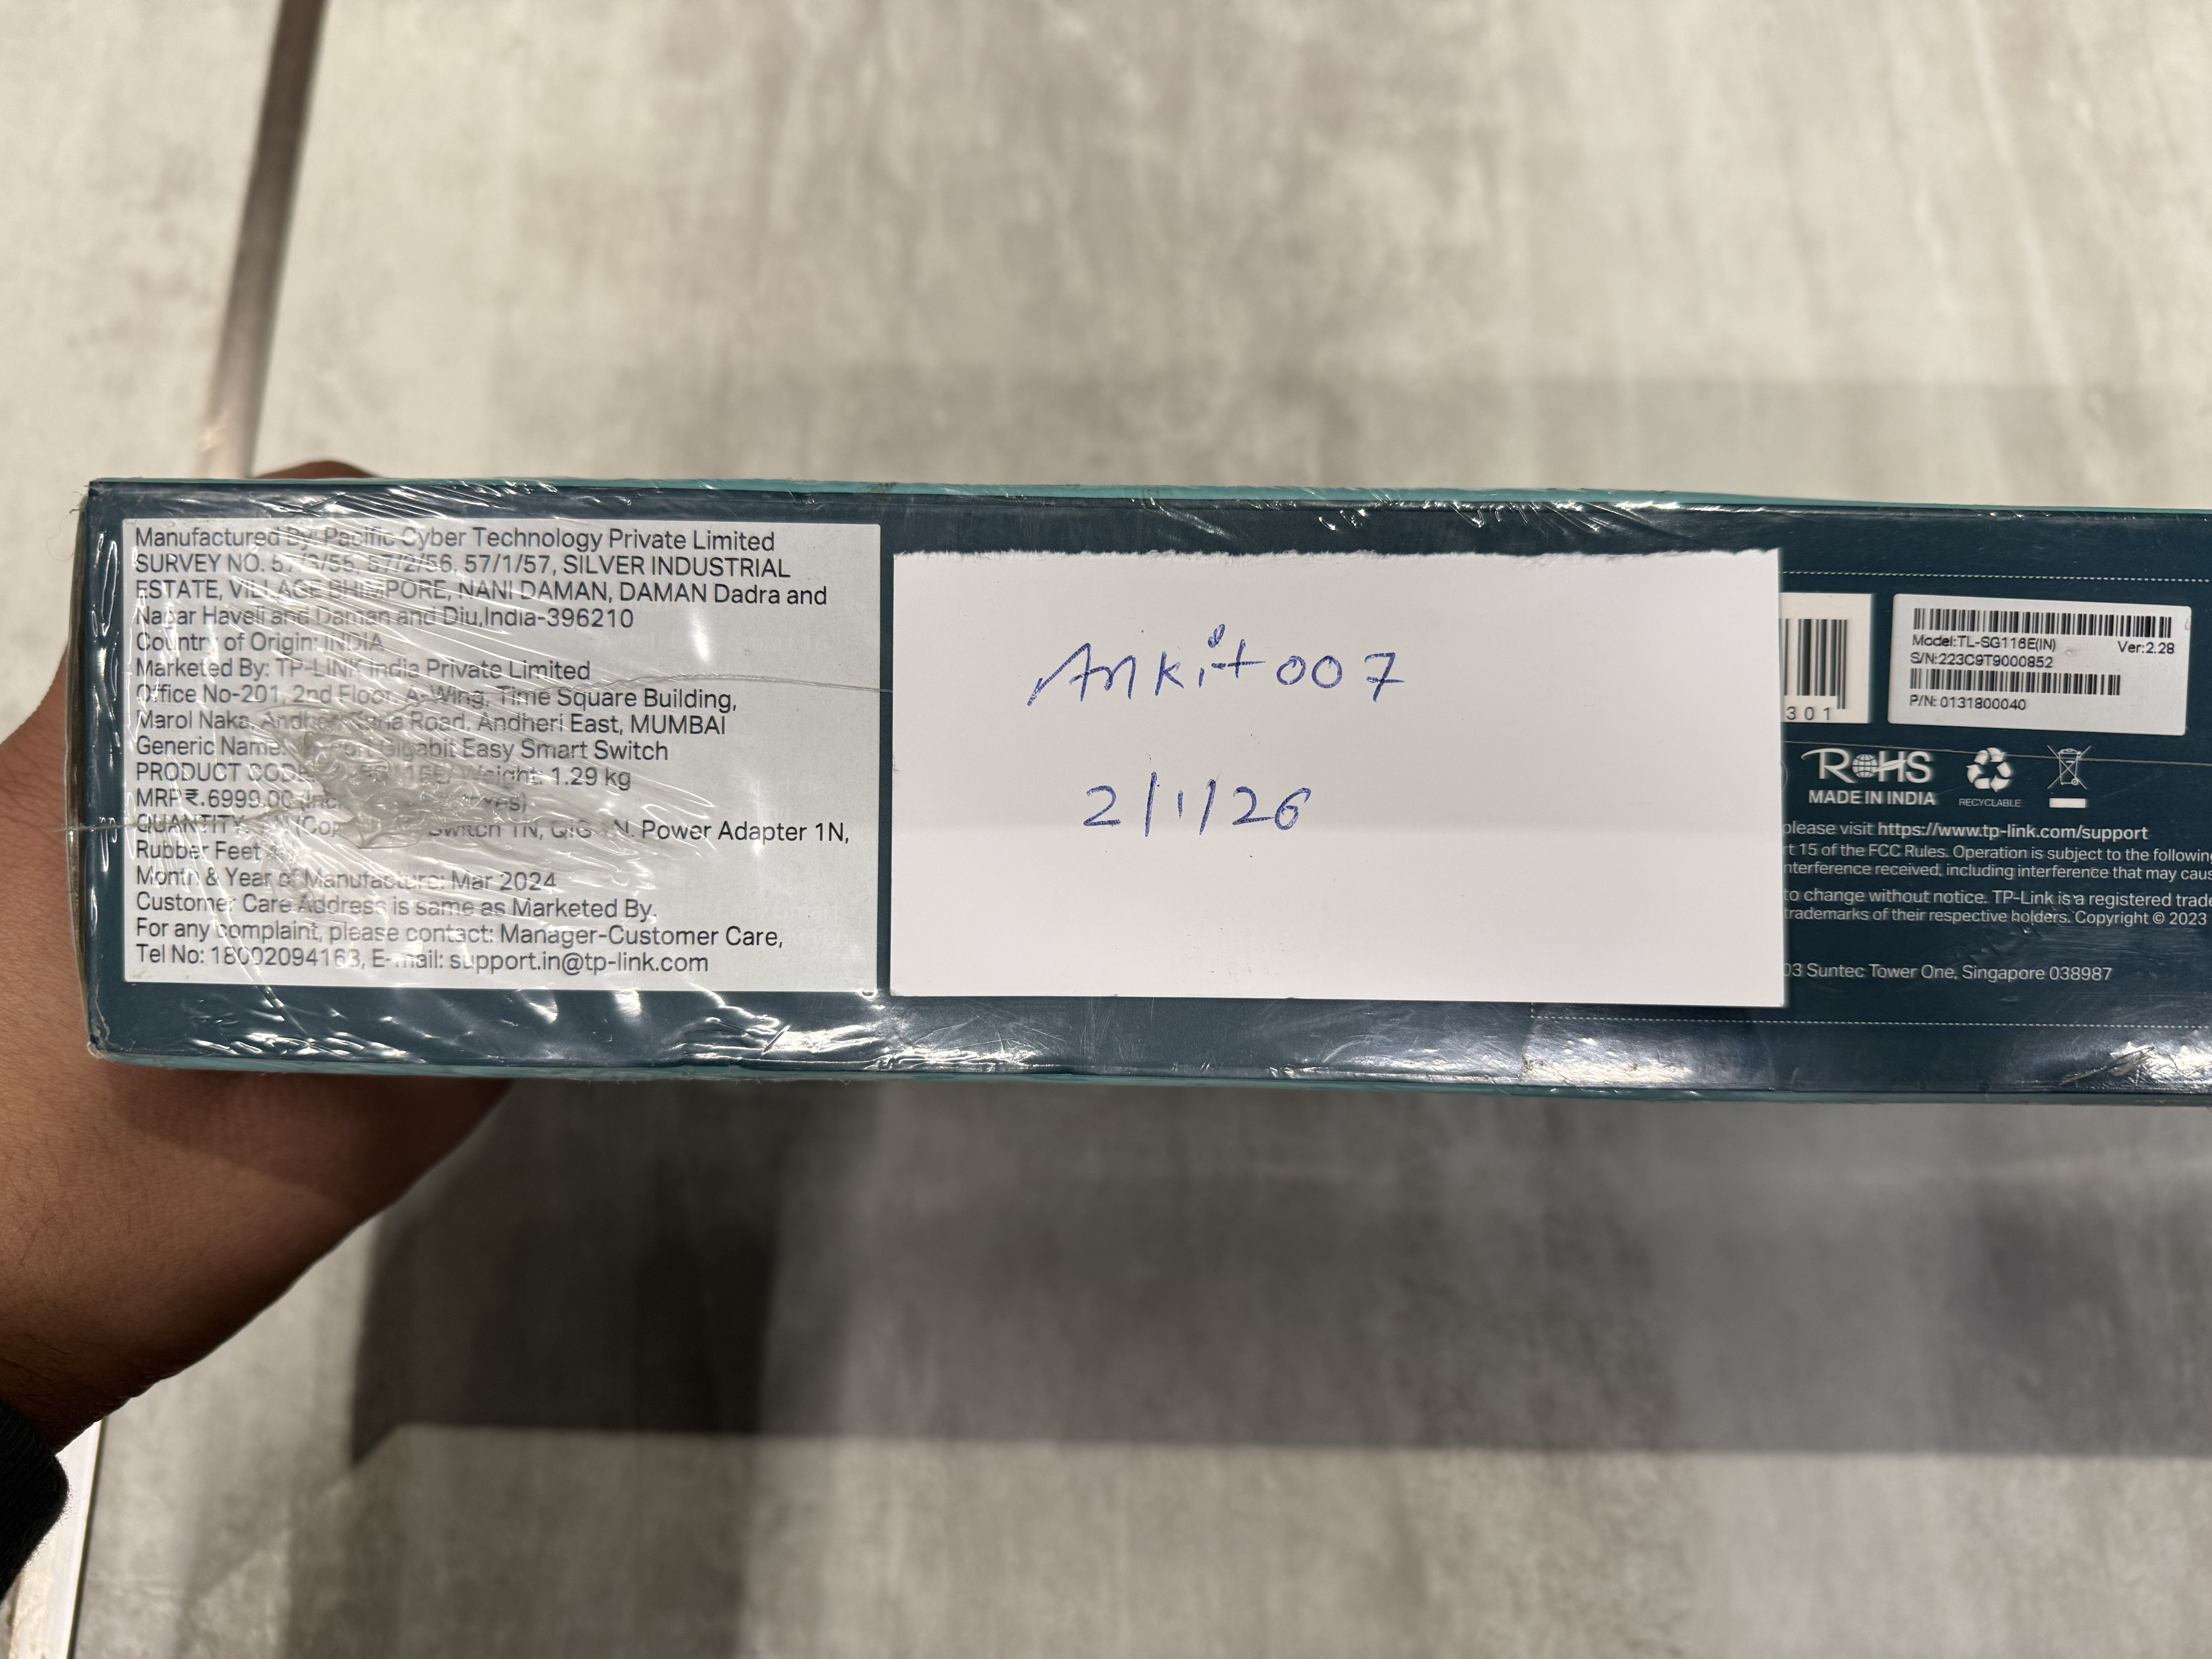 Manufactured By: Pacific Cyber Technology Private Limited
SURVEY NO. 57/2/56, 57/1/57, SILVER INDUSTRIAL
ESTATE, VILLAGE BHIMPORE, NANI DAMAN, DAMAN Dadra and
Nagar Haveli and Daman and Diu,India-396210
Country of Origin: INDIA
Marketed By: TP-LINK India Private Limited
Office No-201, 2nd Floor, A-Wing, Time Square Building,
Marol Naka, Road, Andheri East, MUMBAI
Generic Name: Gigabit Easy Smart Switch
PRODUCT Weight: 1.29 kg
MRP ₹.6999.00
QUANTITY Switch 1N, Power Adapter 1N,
Rubber Feet
Month & Year of Manufacture: Mar 2024
Customer Care Address is same as Marketed By.
For any complaint, please contact: Manager-Customer Care,
Tel No: 18002094168, E-mail: support.in@tp-link.com
Ankit007
2/1/26
301
Model:TL-SG116E(IN) Ver:2.28
S/N:223C9T9000852
P/N: 0131800040
RoHS
MADE IN INDIA
RECYCLABLE
please visit https://www.tp-link.com/support
15 of the FCC Rules. Operation is subject to the following
interference received, including interference that may
to change without notice. TP-Link is a registered
trademarks of their respective holders. Copyright © 2023
03 Suntec Tower One, Singapore 038987